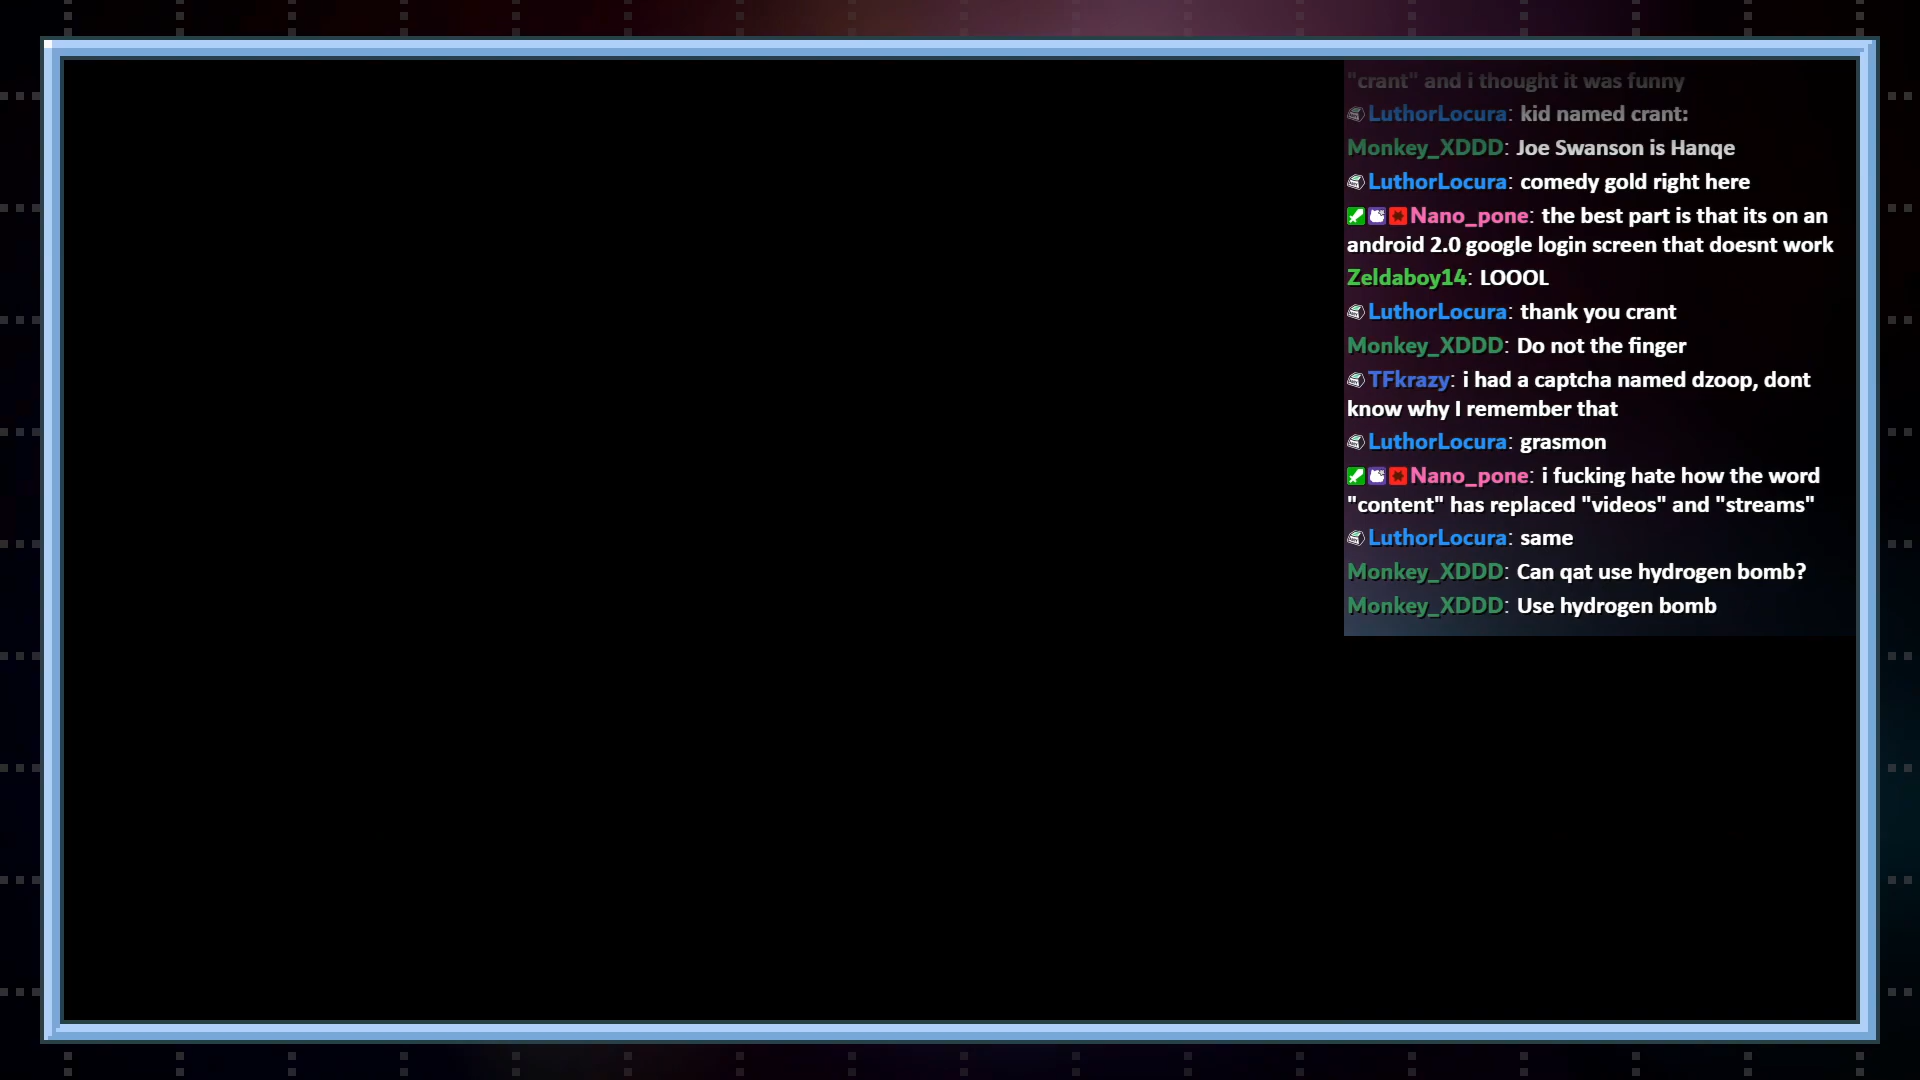 "crant" and i thought it was funny
LuthorLocura: kid named crant:
Monkey_XDDD: Joe Swanson is Hanqe
LuthorLocura: comedy gold right here
Nano_pone: the best part is that its on an
android 2.0 google login screen that doesnt work
Zeldaboy14: LOOOL
LuthorLocura: thank you crant
Monkey_XDDD: Do not the finger
TFkrazy: i had a captcha named dzoop, dont
know why I remember that
LuthorLocura: grasmon
Nano_pone: i fucking hate how the word
"content" has replaced "videos" and "streams"
LuthorLocura: same
Monkey_XDDD: Can qat use hydrogen bomb?
Monkey_XDDD: Use hydrogen bomb